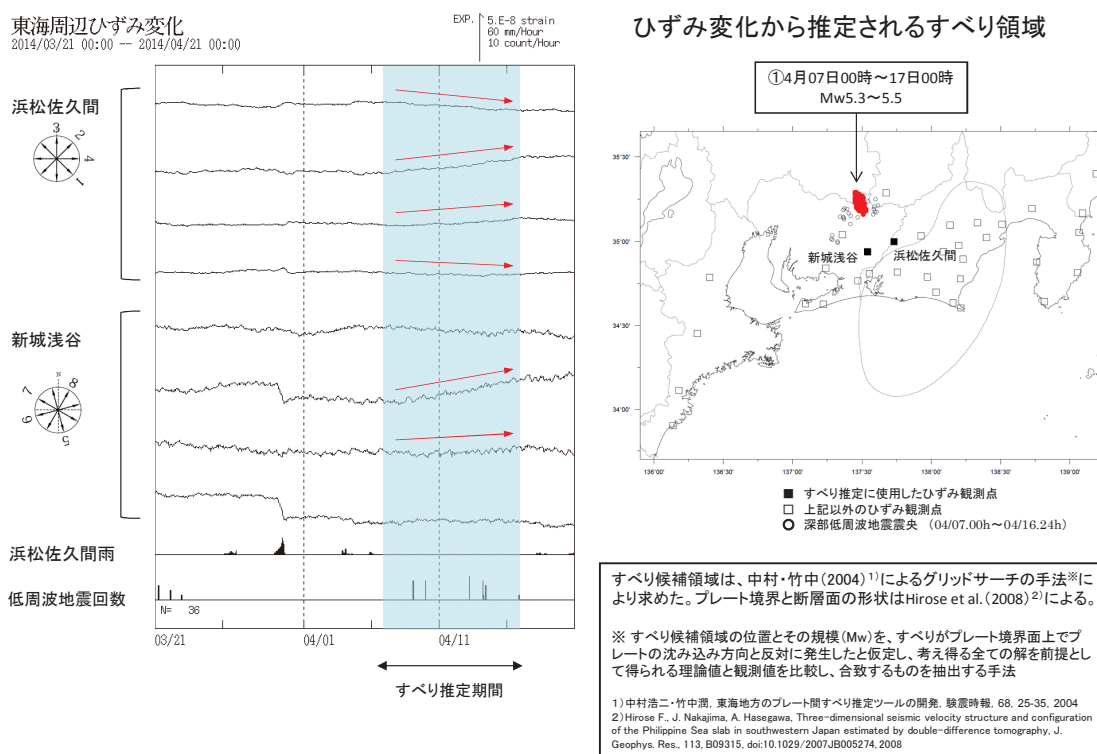 東海周辺ひずみ変化
2014/03/21 00:00 -- 2014/04/21 00:00
EXP.
5.E-8 strain
60 mm/Hour
10 count/Hour
浜松佐久間
3
2
4
1
新城浅谷
N
8
7
6
5
浜松佐久間雨
低周波地震回数
N= 36
03/21
04/01
04/11
すべり推定期間
ひずみ変化から推定されるすべり領域
①4月07日00時～17日00時
Mw5.3～5.5
35°30'
35°00'
34°30'
34°00'
新城浅谷
浜松佐久間
136°00'
136°30'
137°00'
137°30'
138°00'
138°30'
139°00'
■ すべり推定に使用したひずみ観測点
□ 上記以外のひずみ観測点
○ 深部低周波地震震央 （04/07.00h～04/16.24h）
すべり候補領域は、中村・竹中(2004)1)によるグリッドサーチの手法※に
より求めた。プレート境界と断層面の形状はHirose et al.(2008)2)による。
※ すべり候補領域の位置とその規模(Mw)を、すべりがプレート境界面上でプ
レートの沈み込み方向と反対に発生したと仮定し、考え得る全ての解を前提とし
て得られる理論値と観測値を比較し、合致するものを抽出する手法
1)中村浩二・竹中潤, 東海地方のプレート間すべり推定ツールの開発, 験震時報, 68, 25-35, 2004
2)Hirose F., J. Nakajima, A. Hasegawa, Three-dimensional seismic velocity structure and configuration
of the Philippine Sea slab in southwestern Japan estimated by double-difference tomography, J.
Geophys. Res., 113, B09315, doi:10.1029/2007JB005274, 2008